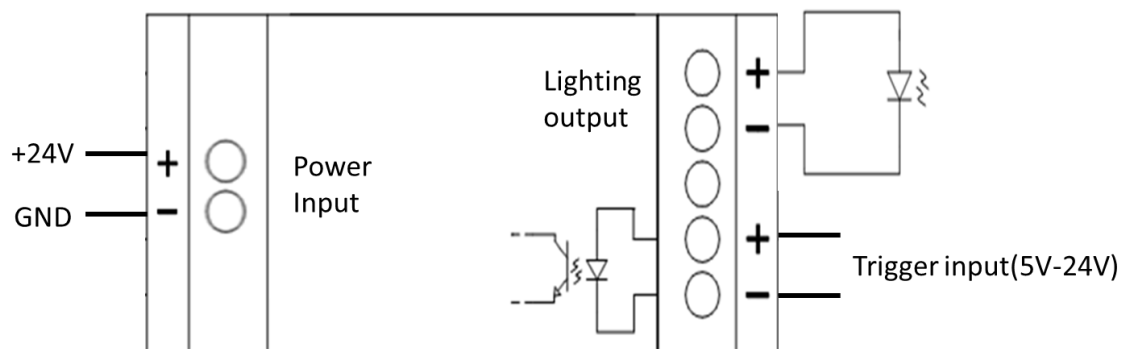 +24V
GND
+
−
Power
Input
Lighting
output
+
−
+
−
Trigger input(5V-24V)